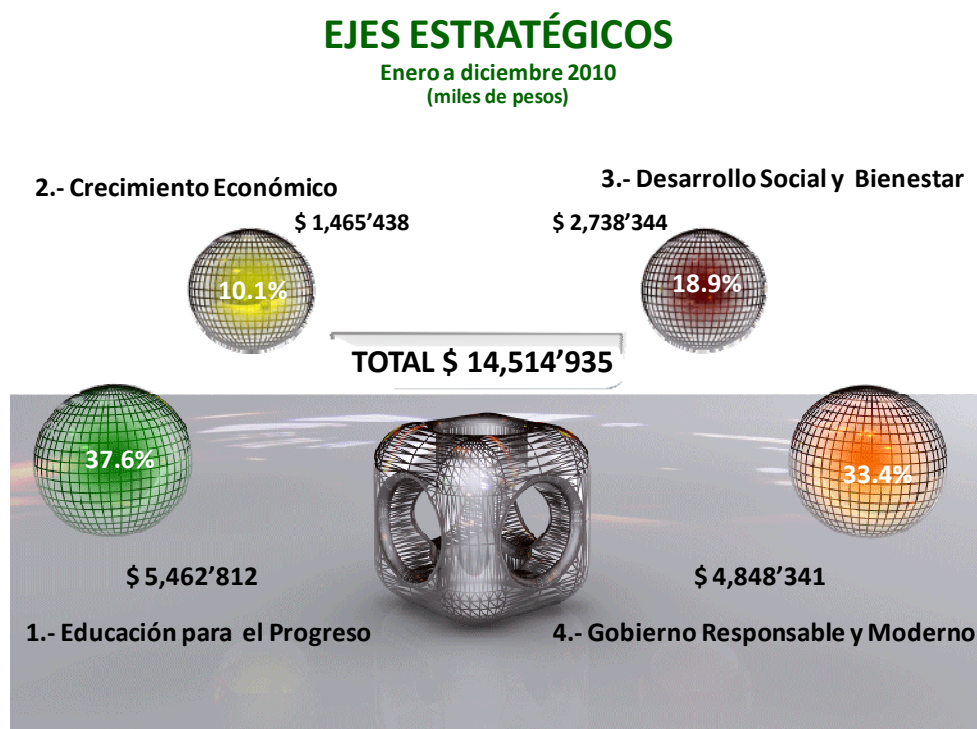 EJES ESTRATÉGICOS
Enero a diciembre 2010
(miles de pesos)
2.- Crecimiento Económico
3.- Desarrollo Social y Bienestar
$ 1,465’438
$ 2,738’344
10.1%
18.9%
TOTAL $ 14,514’935
37.6%
33.4%
$ 5,462’812
$ 4,848’341
1.- Educación para el Progreso
4.- Gobierno Responsable y Moderno